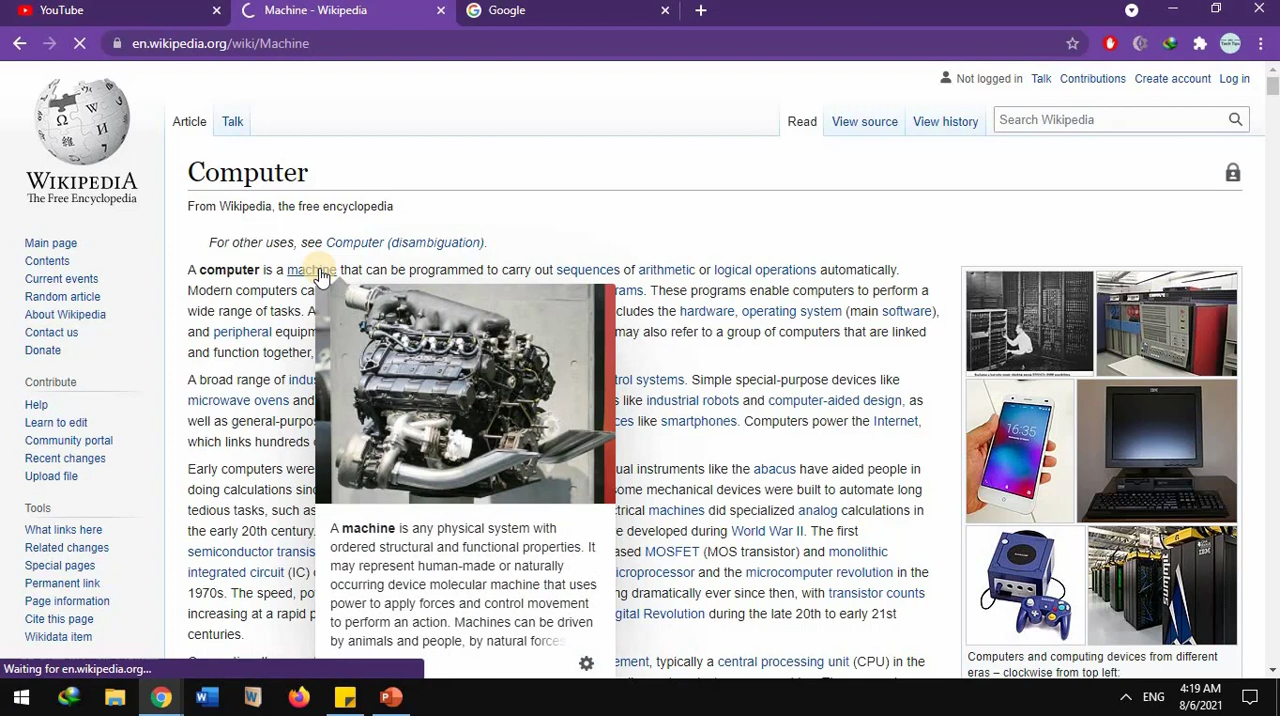 YouTube
Machine - Wikipedia
Google
en.wikipedia.org/wiki/Machine
Not logged in Talk Contributions Create account Log in
Article Talk
Read View source View history
Search Wikipedia
WIKIPEDIA
The Free Encyclopedia
Computer
From Wikipedia, the free encyclopedia
For other uses, see Computer (disambiguation).
A computer is a machine that can be programmed to carry out sequences of arithmetic or logical operations automatically.
Modern computers ca
rams. These programs enable computers to perform a
wide range of tasks. A
cludes the hardware, operating system (main software),
and peripheral equipm
may also refer to a group of computers that are linked
and function together,
A broad range of indus
trol systems. Simple special-purpose devices like
microwave ovens and
s like industrial robots and computer-aided design, as
well as general-purpos
ces like smartphones. Computers power the Internet,
which links hundreds
Early computers were
ual instruments like the abacus have aided people in
doing calculations sinc
some mechanical devices were built to automate long
tedious tasks, such as
trical machines did specialized analog calculations in
the early 20th century.
e developed during World War II. The first
semiconductor transis
ased MOSFET (MOS transistor) and monolithic
integrated circuit (IC)
icroprocessor and the microcomputer revolution in the
1970s. The speed, po
ng dramatically ever since then, with transistor counts
increasing at a rapid p
gital Revolution during the late 20th to early 21st
centuries.
ement, typically a central processing unit (CPU) in the
A machine is any physical system with
ordered structural and functional properties. It
may represent human-made or naturally
occurring device molecular machine that uses
power to apply forces and control movement
to perform an action. Machines can be driven
by animals and people, by natural forces
16:35
Computers and computing devices from different
eras – clockwise from top left:
Main page
Contents
Current events
Random article
About Wikipedia
Contact us
Donate
Contribute
Help
Learn to edit
Community portal
Recent changes
Upload file
Tools
What links here
Related changes
Special pages
Permanent link
Page information
Cite this page
Wikidata item
Waiting for en.wikipedia.org...
ENG
4:19 AM
8/6/2021